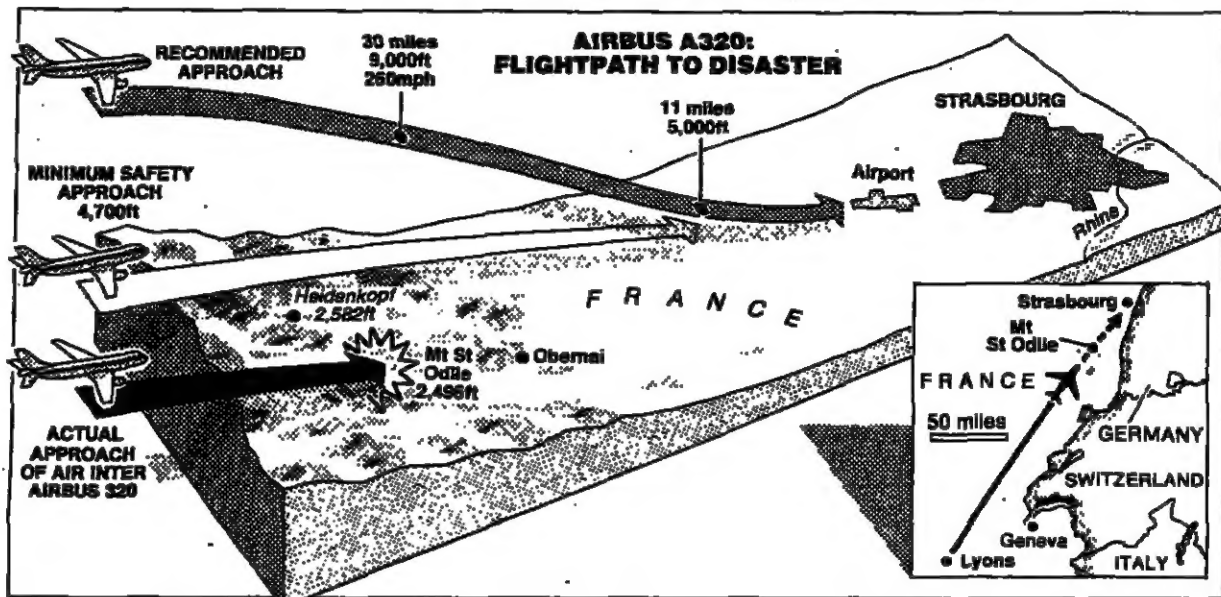 AIRBUS A320:
FLIGHTPATH TO DISASTER
RECOMMENDED
APPROACH
30 miles
9,000ft
260mph
11 miles
5,000ft
STRASBOURG
Airport
Rhine
MINIMUM SAFETY
APPROACH
4,700ft
Heidenkopf
2,582ft
FRANCE
Mt St
Odile
2,496ft
Obernai
ACTUAL
APPROACH
OF AIR INTER
AIRBUS 320
Strasbourg
Mt
St Odile
FRANCE
50 miles
GERMANY
SWITZERLAND
Geneva
Lyons
ITALY